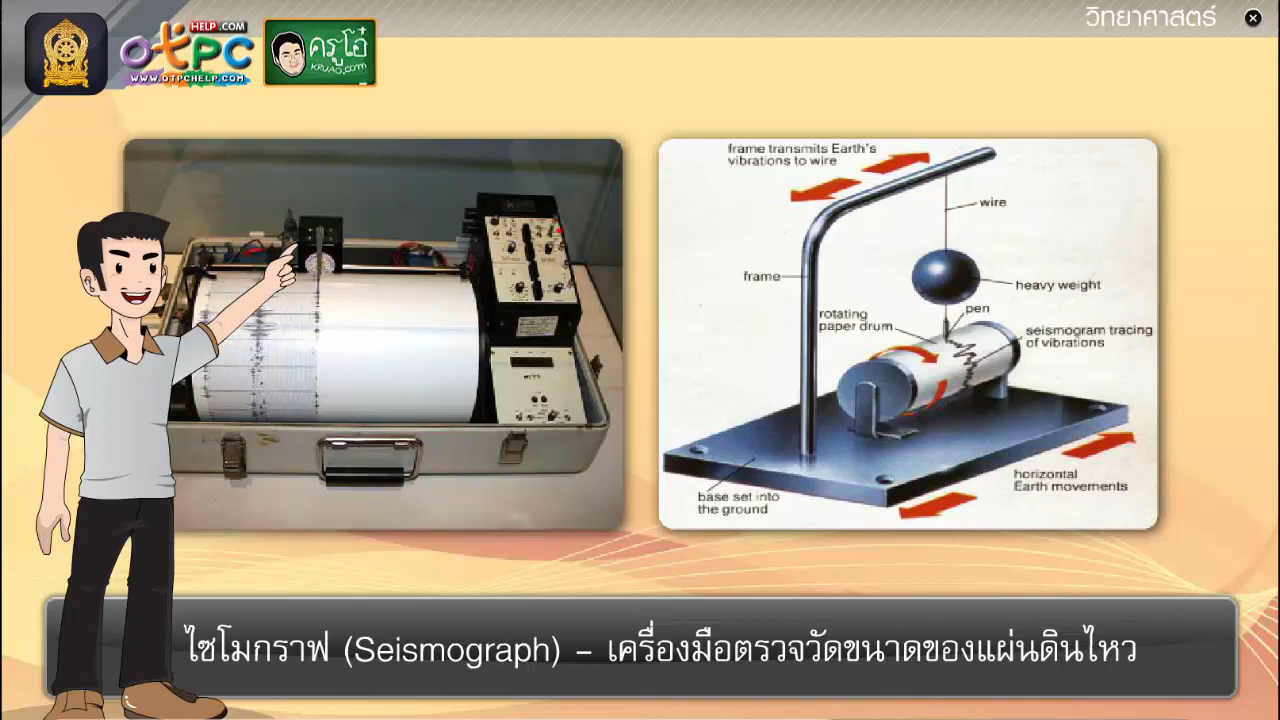 วิทยาศาสตร์
HELP.COM
OTPC
WWW.OTPCHELP.COM
ครูโอ๋
KRUAO.COM
frame transmits Earth's
vibrations to wire
wire
frame
heavy weight
pen
rotating
paper drum
seismogram tracing
of vibrations
horizontal
Earth movements
base set into
the ground
ไซโมกราฟ (Seismograph) – เครื่องมือตรวจวัดขนาดของแผ่นดินไหว